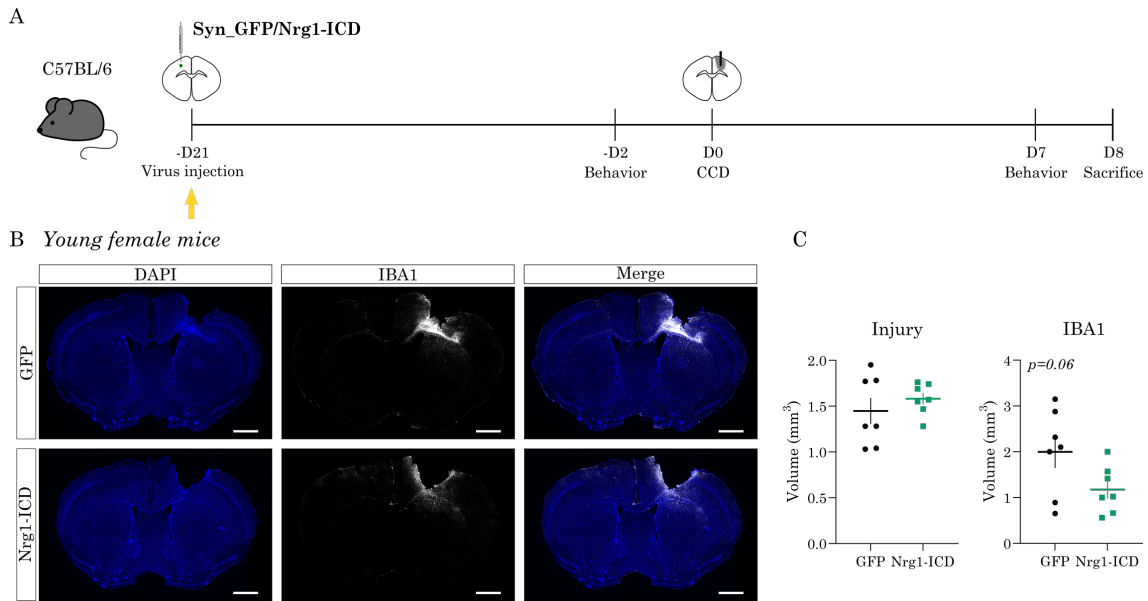 A
Syn_GFP/Nrg1-ICD
C57BL/6
-D21
Virus injection
-D2
Behavior
D0
CCD
D7
Behavior
D8
Sacrifice
B Young female mice
DAPI
IBA1
Merge
GFP
Nrg1-ICD
C
Injury
Volume (mm³)
2.0
1.5
1.0
0.5
0.0
GFP Nrg1-ICD
IBA1
p=0.06
Volume (mm³)
4
3
2
1
0
GFP Nrg1-ICD